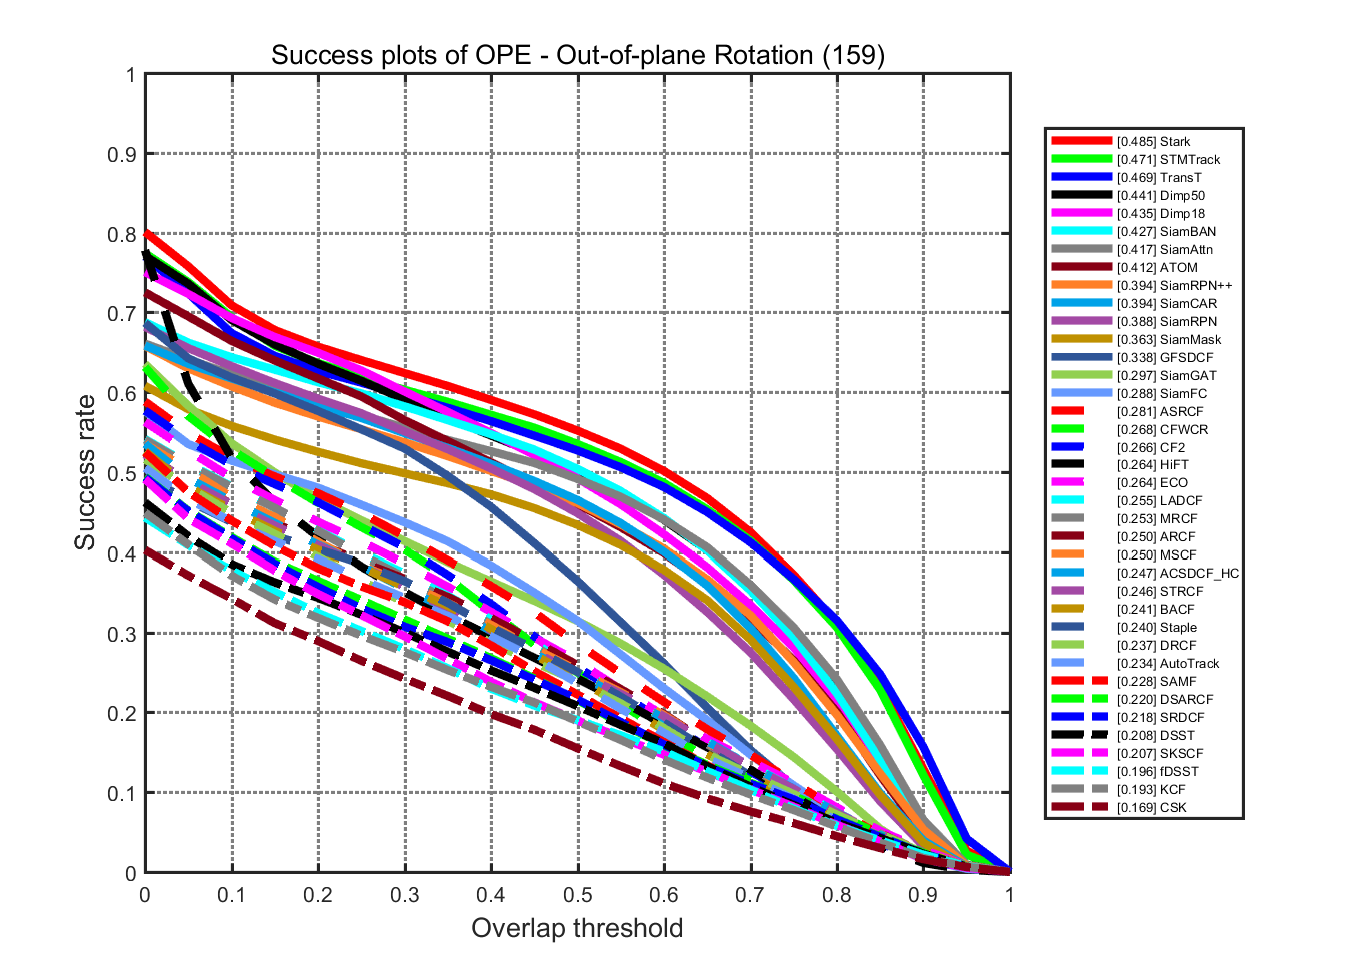 Success plots of OPE - Out-of-plane Rotation (159)
1
0.9
0.8
0.7
0.6
0.5
0.4
0.3
0.2
0.1
0
Success rate
0 0.1 0.2 0.3 0.4 0.5 0.6 0.7 0.8 0.9 1
Overlap threshold
[0.485] Stark
[0.471] STMTrack
[0.469] TransT
[0.441] Dimp50
[0.435] Dimp18
[0.427] SiamBAN
[0.417] SiamAttn
[0.412] ATOM
[0.394] SiamRPN++
[0.394] SiamCAR
[0.388] SiamRPN
[0.363] SiamMask
[0.338] GFSDCF
[0.297] SiamGAT
[0.288] SiamFC
[0.281] ASRCF
[0.268] CFWCR
[0.266] CF2
[0.264] HiFT
[0.264] ECO
[0.255] LADCF
[0.253] MRCF
[0.250] ARCF
[0.250] MSCF
[0.247] ACSDCF_HC
[0.246] STRCF
[0.241] BACF
[0.240] Staple
[0.237] DRCF
[0.234] AutoTrack
[0.228] SAMF
[0.220] DSARCF
[0.218] SRDCF
[0.208] DSST
[0.207] SKSCF
[0.196] fDSST
[0.193] KCF
[0.169] CSK